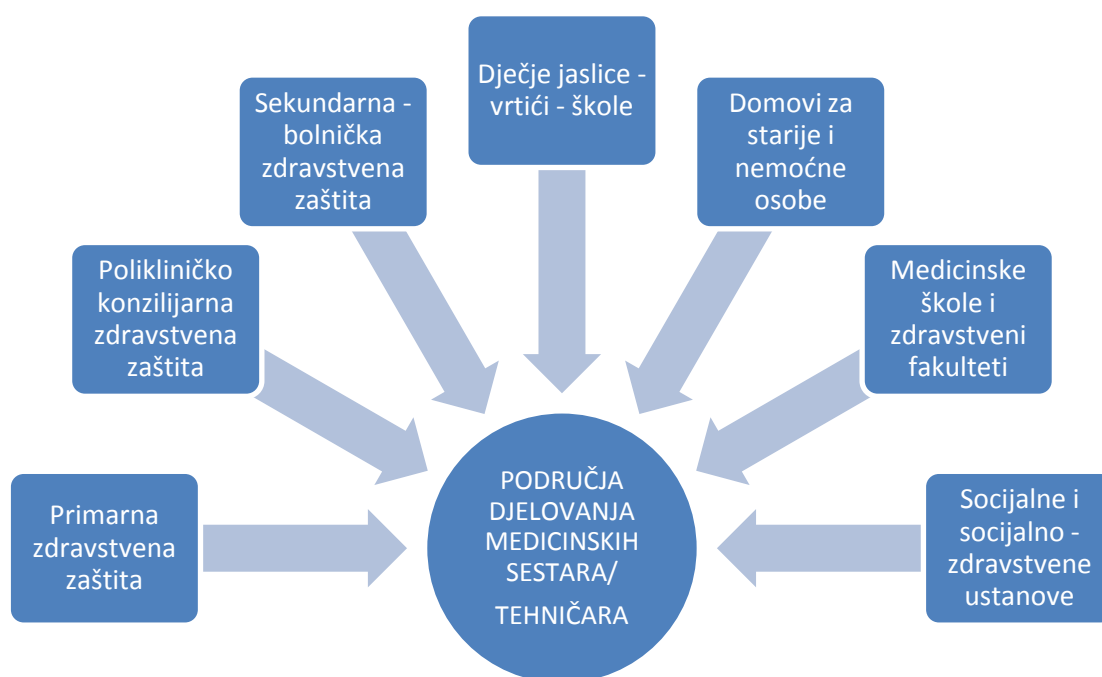 Dječje jaslice -
vrtići - škole
Sekundarna -
bolnička
zdravstvena
zaštita
Domovi za
starije i
nemoćne
osobe
Polikliničko
konzilijarna
zdravstvena
zaštita
Medicinske
škole i
zdravstveni
fakulteti
Primarna
zdravstvena
zaštita
PODRUČJA
DJELOVANJA
MEDICINSKIH
SESTARA/
TEHNIČARA
Socijalne i
socijalno -
zdravstvene
ustanove